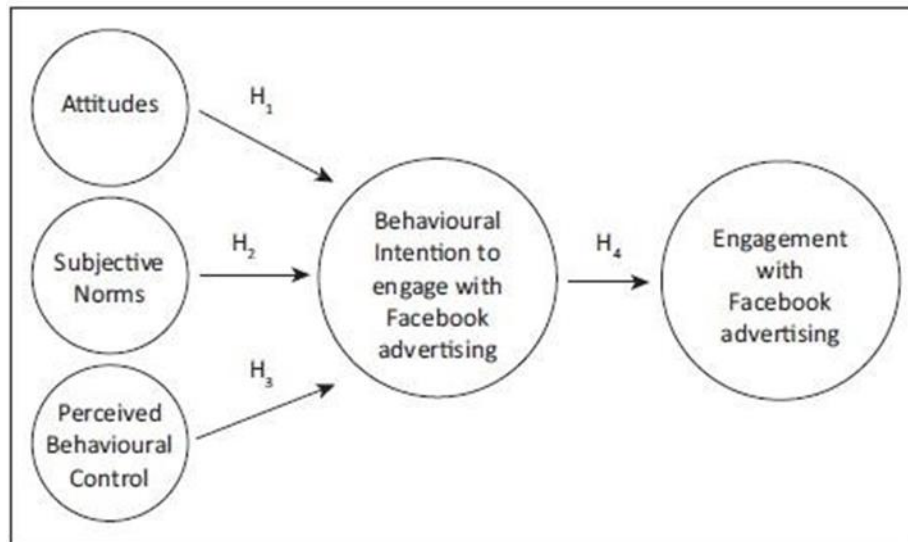 Attitudes
H₁
Subjective
Norms
H₂
Perceived
Behavioural
Control
H₃
Behavioural
Intention to
engage with
Facebook
advertising
H₄
Engagement
with
Facebook
advertising